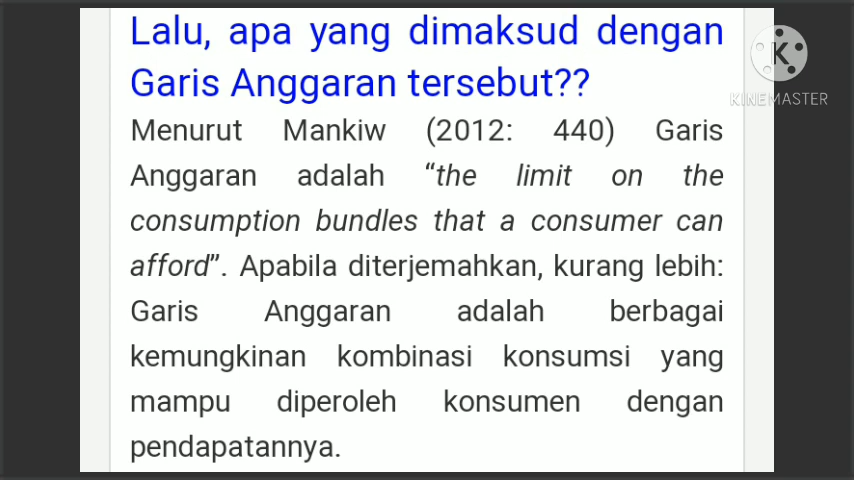 Lalu, apa yang dimaksud dengan
Garis Anggaran tersebut??
Menurut Mankiw (2012: 440) Garis
Anggaran adalah “the limit on the
consumption bundles that a consumer can
afford”. Apabila diterjemahkan, kurang lebih:
Garis Anggaran adalah berbagai
kemungkinan kombinasi konsumsi yang
mampu diperoleh konsumen dengan
pendapatannya.
K
KINEMASTER